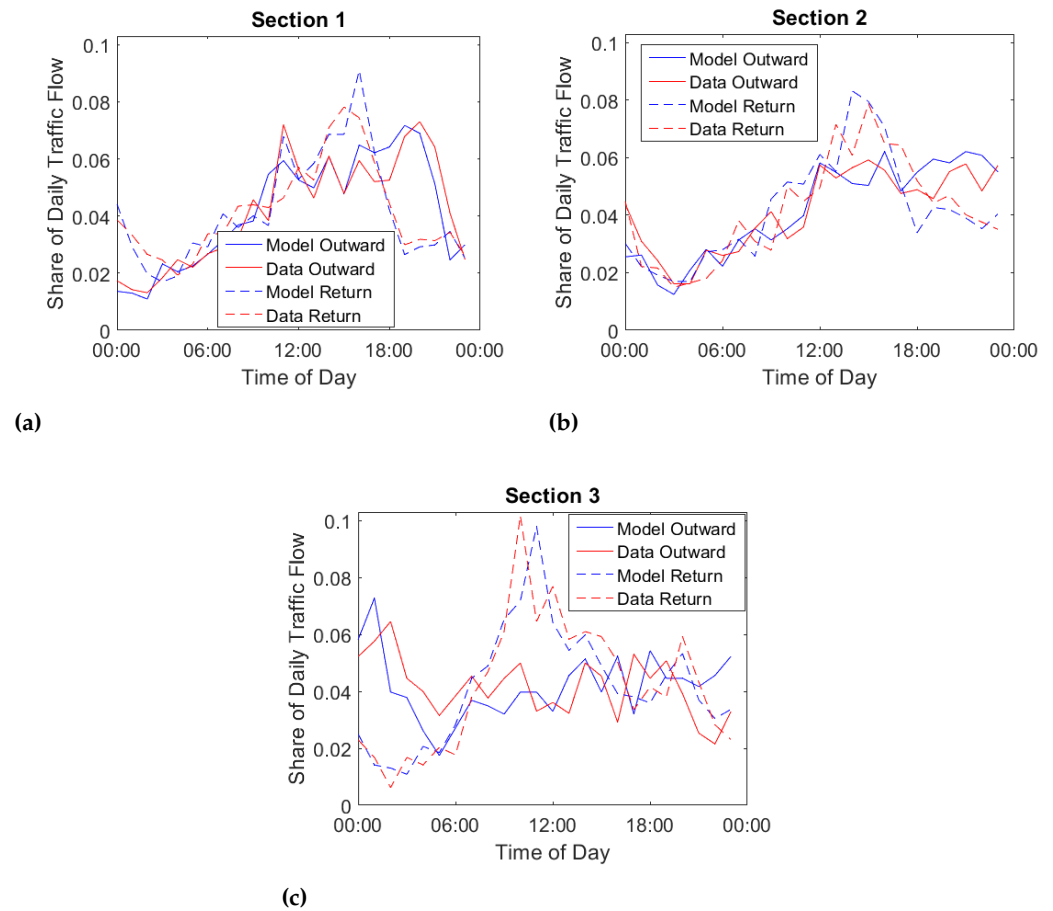 Section 1
Share of Daily Traffic Flow
0.1
0.08
0.06
0.04
0.02
0
Model Outward
Data Outward
Model Return
Data Return
00:00 06:00 12:00 18:00 00:00
Time of Day
(a)
Section 2
Share of Daily Traffic Flow
0.1
0.08
0.06
0.04
0.02
0
Model Outward
Data Outward
Model Return
Data Return
00:00 06:00 12:00 18:00 00:00
Time of Day
(b)
Section 3
Share of Daily Traffic Flow
0.1
0.08
0.06
0.04
0.02
0
Model Outward
Data Outward
Model Return
Data Return
00:00 06:00 12:00 18:00 00:00
Time of Day
(c)